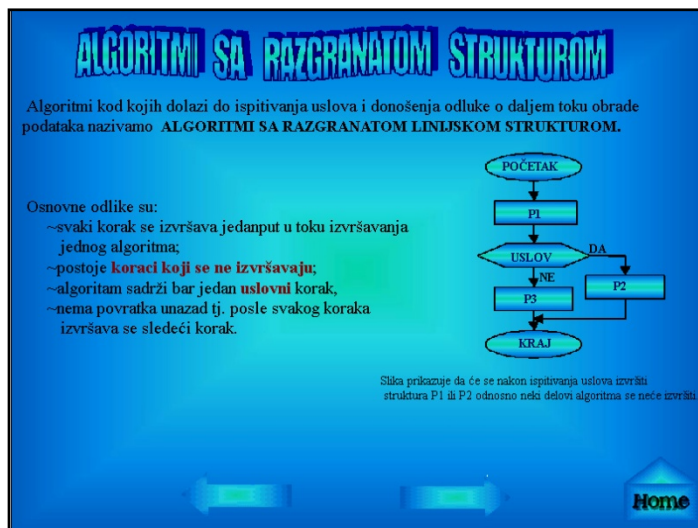 ALGORITMI SA RAZGRANATOM STRUKTUROM
Algoritmi kod kojih dolazi do ispitivanja uslova i donošenja odluke o daljem toku obrade
podataka nazivamo ALGORITMI SA RAZGRANATOM LINIJSKOM STRUKTUROM.
Osnovne odlike su:
~svaki korak se izvršava jedanput u toku izvršavanja
jednog algoritma;
~postoje koraci koji se ne izvršavaju;
~algoritam sadrži bar jedan uslovni korak,
~nema povratka unazad tj. posle svakog koraka
izvršava se sledeći korak.
POČETAK
P1
USLOV
DA
NE
P2
P3
KRAJ
Slika prikazuje da će se nakon ispitivanja uslova izvršiti
struktura P1 ili P2 odnosno neki delovi algoritma se neće izvršiti.
Home